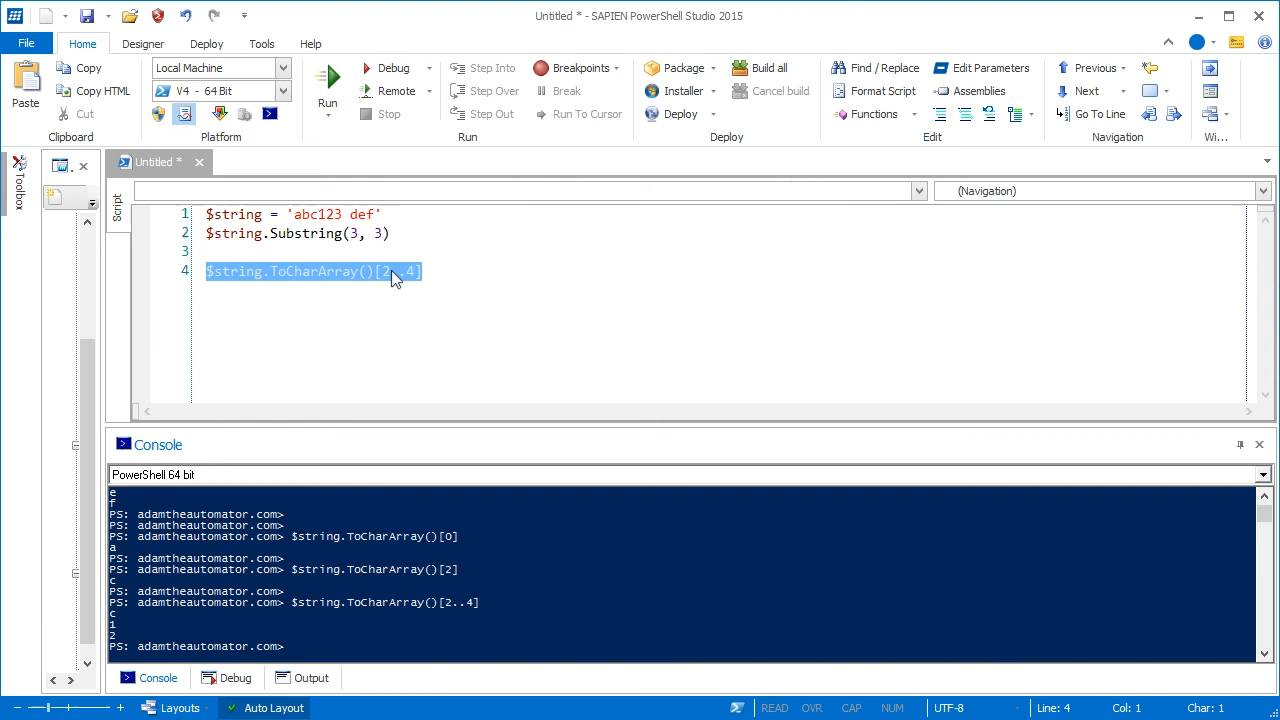 Untitled * - SAPIEN PowerShell Studio 2015
File Home Designer Deploy Tools Help
Paste
Copy
Copy HTML
Cut
Clipboard
Local Machine
V4 - 64 Bit
Platform
Run
Debug
Remote
Stop
Step Into
Step Over
Step Out
Breakpoints
Break
Run To Cursor
Run
Package
Installer
Deploy
Build all
Cancel build
Deploy
Find / Replace
Format Script
Functions
Edit Parameters
Assemblies
Edit
Previous
Next
Go To Line
Navigation
Wi...
Toolbox
Untitled *
Script
(Navigation)
1 $string = 'abc123 def'
2 $string.Substring(3, 3)
3
4 $string.ToCharArray()[2..4]
Console
PowerShell 64 bit
e
f
PS: adamtheautomator.com>
PS: adamtheautomator.com>
PS: adamtheautomator.com> $string.ToCharArray()[0]
a
PS: adamtheautomator.com>
PS: adamtheautomator.com> $string.ToCharArray()[2]
c
PS: adamtheautomator.com>
PS: adamtheautomator.com> $string.ToCharArray()[2..4]
c
1
2
PS: adamtheautomator.com>
Console Debug Output
Layouts Auto Layout READ OVR CAP NUM UTF-8 Line: 4 Col: 1 Char: 1